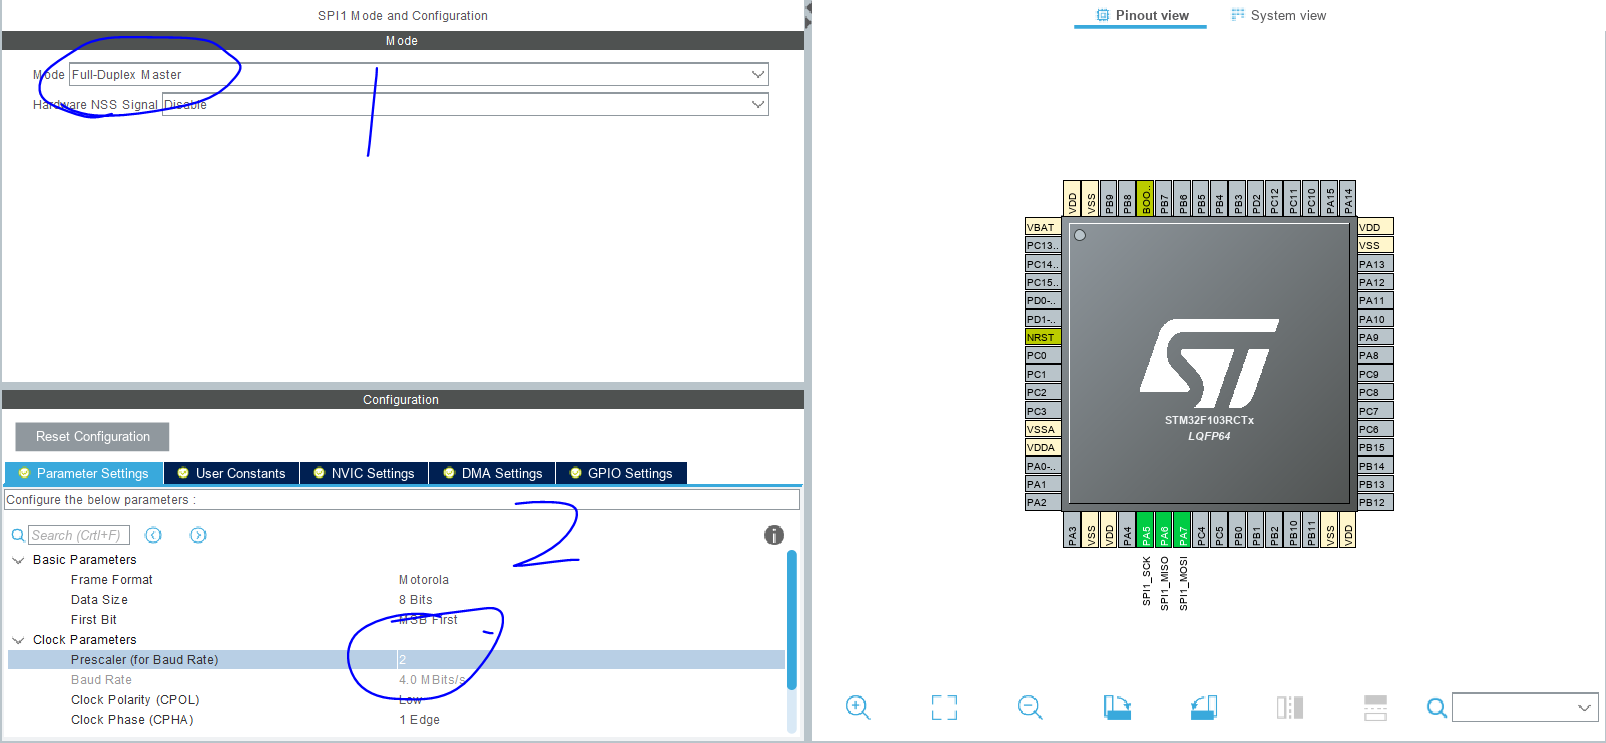 SPI1 Mode and Configuration
Mode
Mode Full-Duplex Master
Hardware NSS Signal Disable
1
Configuration
Reset Configuration
Parameter Settings User Constants NVIC Settings DMA Settings GPIO Settings
Configure the below parameters :
2
Search (Crtl+F)
Basic Parameters
Frame Format Motorola
Data Size 8 Bits
First Bit MSB First
Clock Parameters
Prescaler (for Baud Rate) 2
Baud Rate 4.0 MBits/s
Clock Polarity (CPOL) Low
Clock Phase (CPHA) 1 Edge
Pinout view System view
VDD VSS PB9 PB8 BOO.. PB7 PB6 PB5 PB4 PB3 PD2 PC12 PC11 PC10 PA15 PA14
VBAT
PC13..
PC14..
PC15..
PD0-..
PD1-..
NRST
PC0
PC1
PC2
PC3
VSSA
VDDA
PA0-..
PA1
PA2
ST
STM32F103RCTx
LQFP64
VDD
VSS
PA13
PA12
PA11
PA10
PA9
PA8
PC9
PC8
PC7
PC6
PB15
PB14
PB13
PB12
PA3 VSS VDD PA4 PA5 PA6 PA7 PC4 PC5 PB0 PB1 PB2 PB10 PB11 VSS VDD
SPI1_SCK
SPI1_MISO
SPI1_MOSI